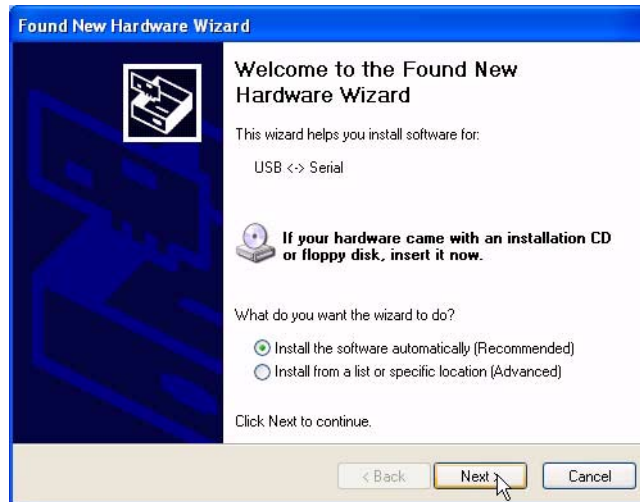 Found New Hardware Wizard
Welcome to the Found New
Hardware Wizard
This wizard helps you install software for:
USB <-> Serial
If your hardware came with an installation CD
or floppy disk, insert it now.
What do you want the wizard to do?
Install the software automatically (Recommended)
Install from a list or specific location (Advanced)
Click Next to continue.
< Back Next > Cancel